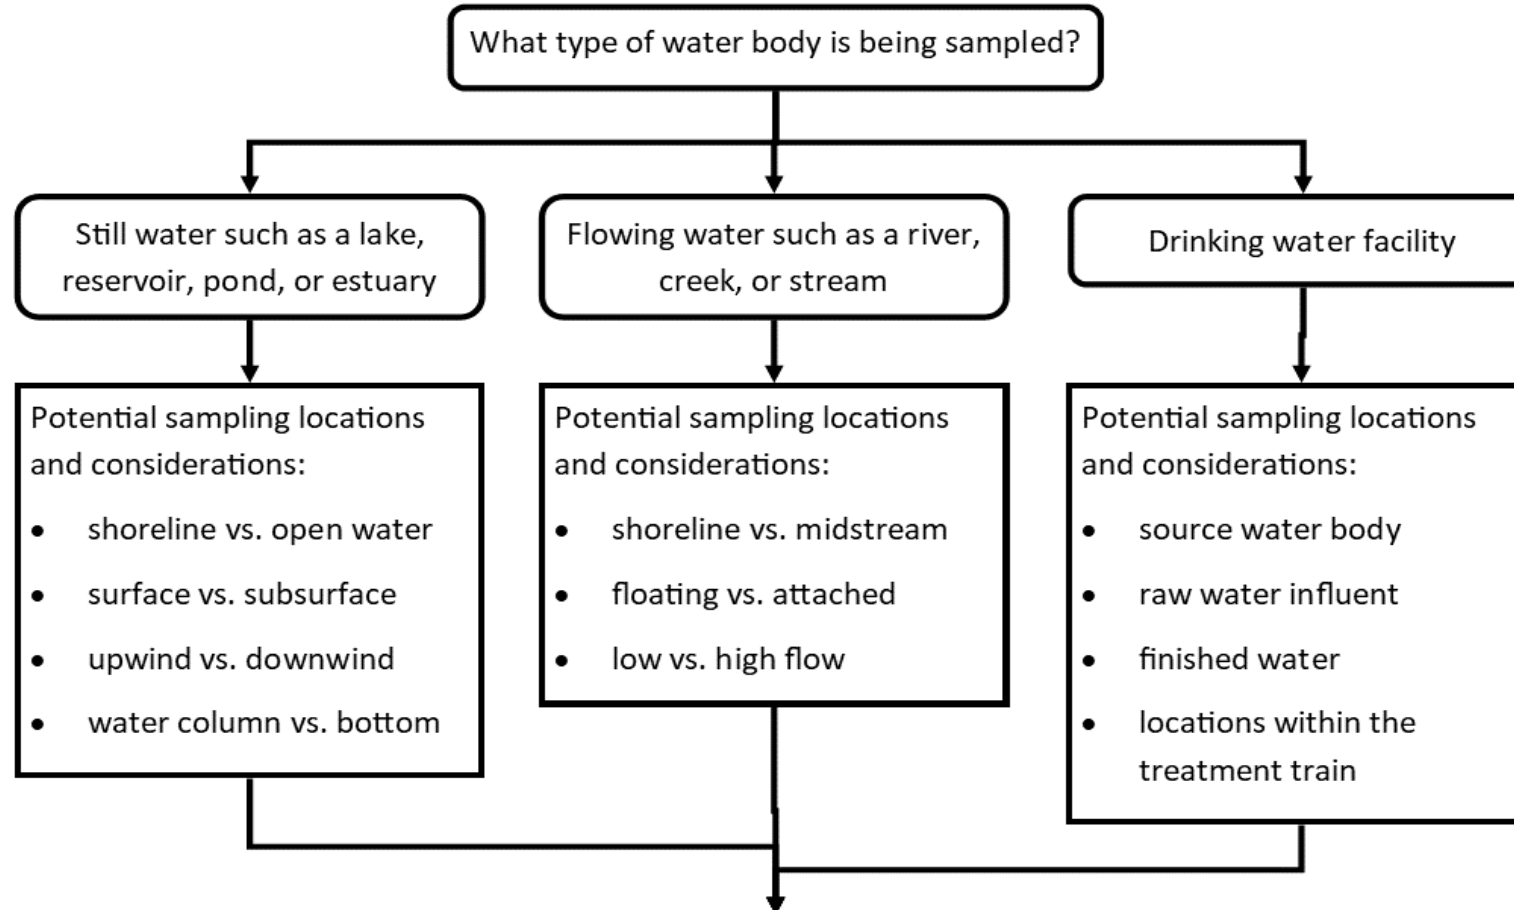 What type of water body is being sampled?
Still water such as a lake,
reservoir, pond, or estuary
Flowing water such as a river,
creek, or stream
Drinking water facility
Potential sampling locations
and considerations:
• shoreline vs. open water
• surface vs. subsurface
• upwind vs. downwind
• water column vs. bottom
Potential sampling locations
and considerations:
• shoreline vs. midstream
• floating vs. attached
• low vs. high flow
Potential sampling locations
and considerations:
• source water body
• raw water influent
• finished water
• locations within the
treatment train